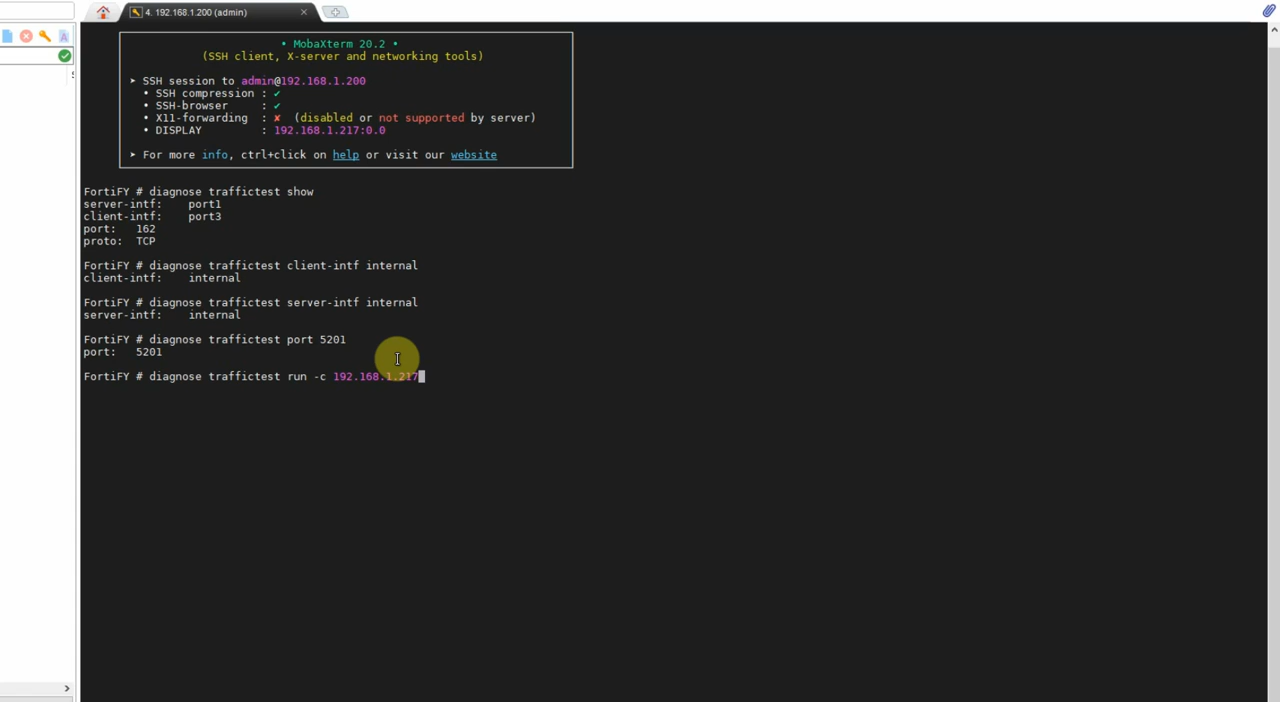 4. 192.168.1.200 (admin)
• MobaXterm 20.2 •
(SSH client, X-server and networking tools)
➤ SSH session to admin@192.168.1.200
• SSH compression : ✔
• SSH-browser : ✔
• X11-forwarding : ✘ (disabled or not supported by server)
• DISPLAY : 192.168.1.217:0.0
➤ For more info, ctrl+click on help or visit our website
FortiFY # diagnose traffictest show
server-intf: port1
client-intf: port3
port: 162
proto: TCP
FortiFY # diagnose traffictest client-intf internal
client-intf: internal
FortiFY # diagnose traffictest server-intf internal
server-intf: internal
FortiFY # diagnose traffictest port 5201
port: 5201
FortiFY # diagnose traffictest run -c 192.168.1.217